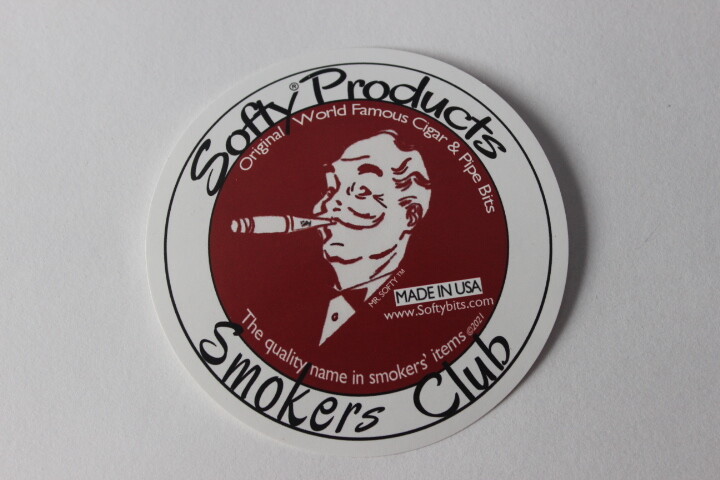 Softy® Products
Original World Famous Cigar & Pipe Bits
Softy
MR. SOFTY™
MADE IN USA
www.Softybits.com
The quality name in smokers' items ©2021
Smokers Club